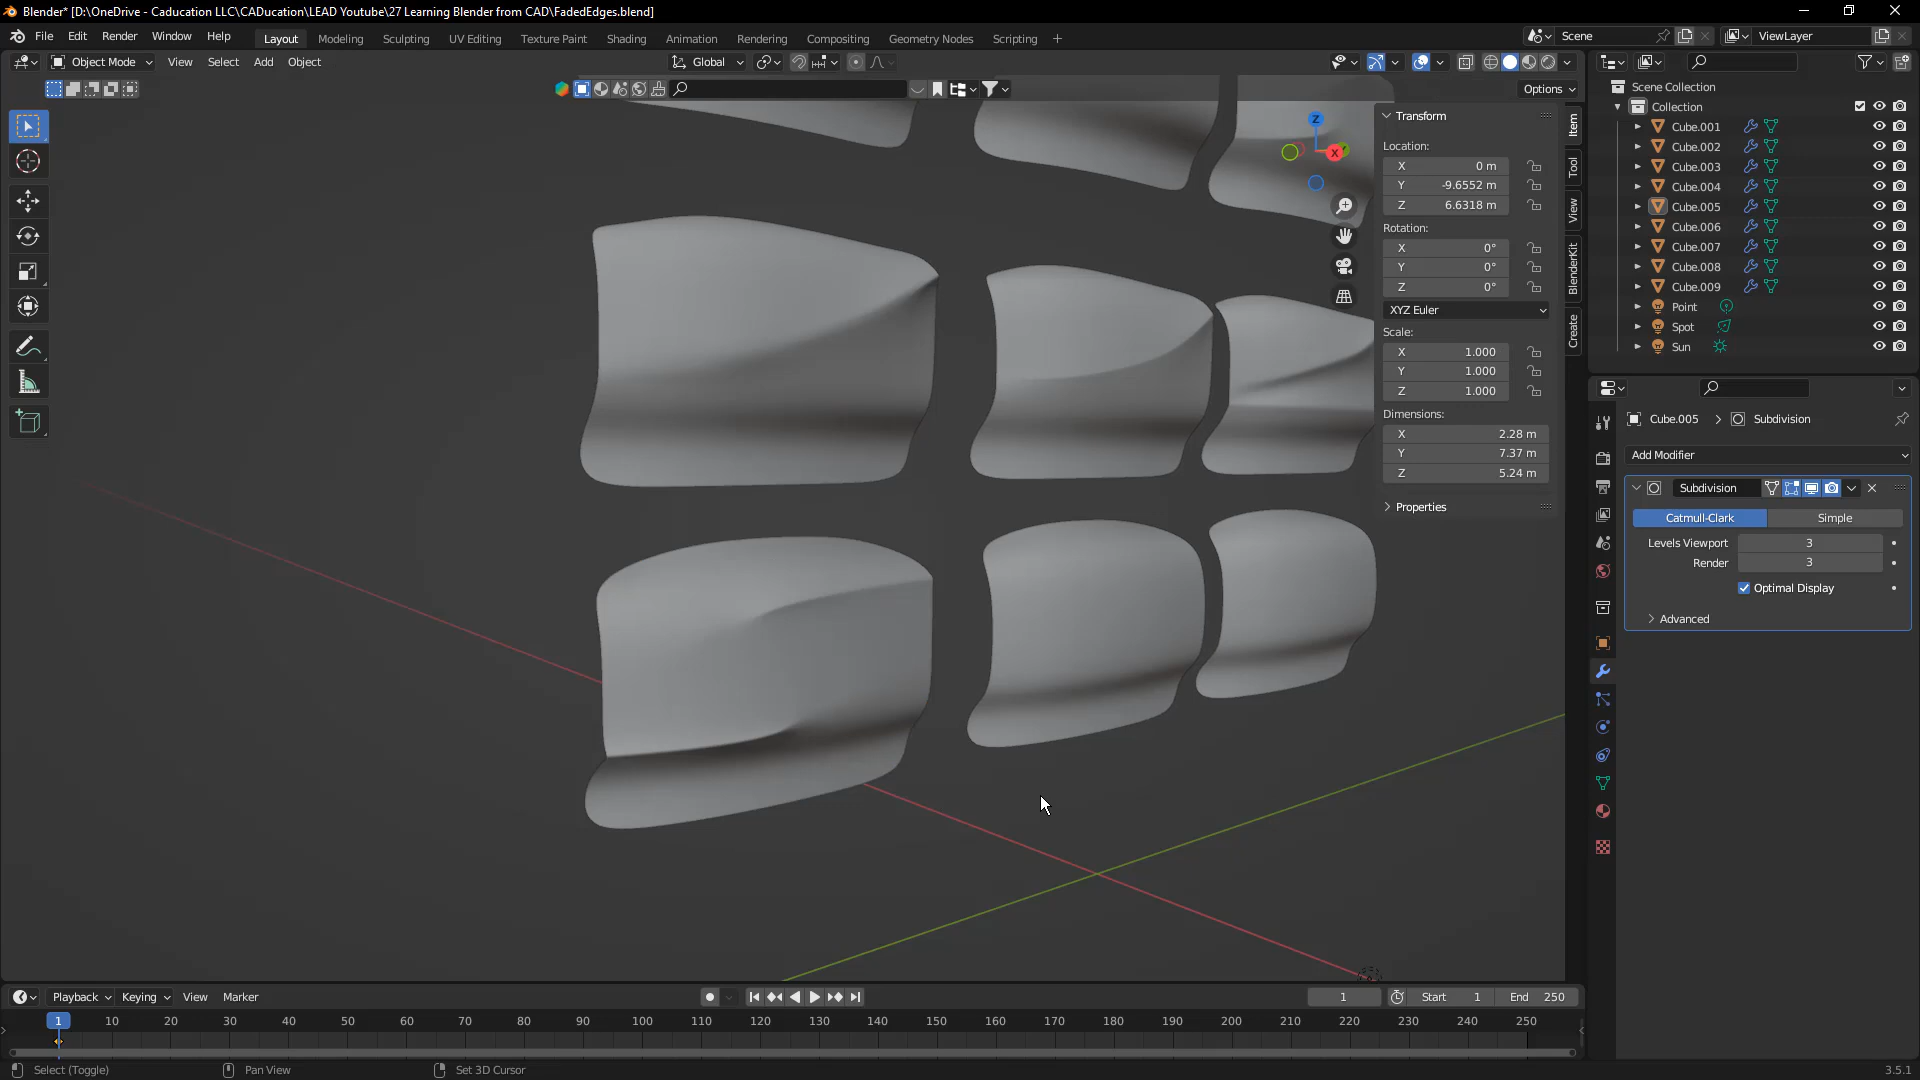 Blender* [D:\OneDrive - Caducation LLC\CADucation\LEAD Youtube\27 Learning Blender from CAD\FadedEdges.blend]
File Edit Render Window Help Layout Modeling Sculpting UV Editing Texture Paint Shading Animation Rendering Compositing Geometry Nodes Scripting + Scene ViewLayer
Object Mode View Select Add Object Global
Options
Transform
Location:
X 0 m
Y -9.6552 m
Z 6.6318 m
Rotation:
X 0°
Y 0°
Z 0°
XYZ Euler
Scale:
X 1.000
Y 1.000
Z 1.000
Dimensions:
X 2.28 m
Y 7.37 m
Z 5.24 m
Properties
Z
X
Y
Item
Tool
View
BlenderKit
Create
Scene Collection
Collection
Cube.001
Cube.002
Cube.003
Cube.004
Cube.005
Cube.006
Cube.007
Cube.008
Cube.009
Point
Spot
Sun
Cube.005 > Subdivision
Add Modifier
Subdivision
Catmull-Clark Simple
Levels Viewport 3
Render 3
Optimal Display
Advanced
Playback Keying View Marker 1 Start 1 End 250
1 10 20 30 40 50 60 70 80 90 100 110 120 130 140 150 160 170 180 190 200 210 220 230 240 250
Select (Toggle) Pan View Set 3D Cursor 3.5.1